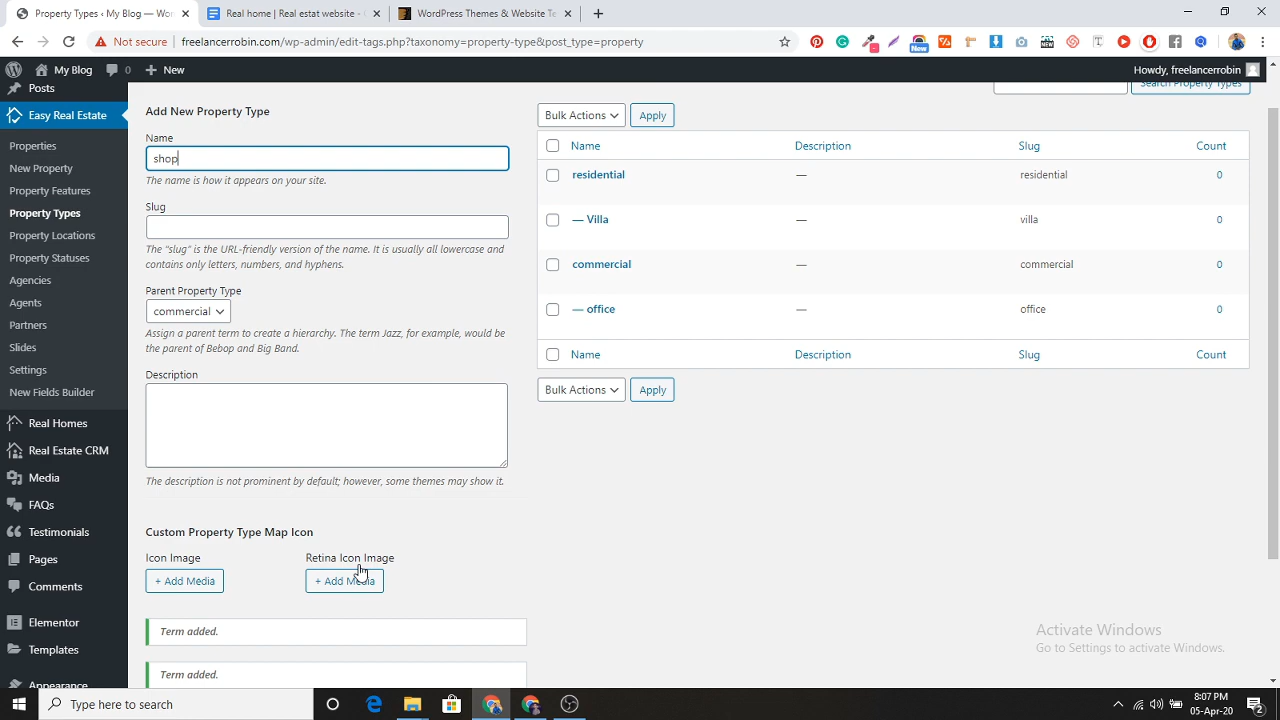 Property Types ‹ My Blog — Wor
Real home | Real estat website -
WordPress Themes & Website Te
Not secure
freelancerrobin.com/wp-admin/edit-tags.php?taxonomy=property-type&post_type=property
New
NEW
My Blog
0
New
Howdy, freelancerrobin
Posts
Easy Real Estate
Properties
New Property
Property Features
Property Types
Property Locations
Property Statuses
Agencies
Agents
Partners
Slides
Settings
New Fields Builder
Real Homes
Real Estate CRM
Media
FAQs
Testimonials
Pages
Comments
Elementor
Templates
Appearance
Add New Property Type
Name
shop
The name is how it appears on your site.
Slug
The "slug" is the URL-friendly version of the name. It is usually all lowercase and
contains only letters, numbers, and hyphens.
Parent Property Type
commercial
Assign a parent term to create a hierarchy. The term Jazz, for example, would be
the parent of Bebop and Big Band.
Description
The description is not prominent by default; however, some themes may show it.
Custom Property Type Map Icon
Icon Image
Retina Icon Image
+ Add Media
+ Add Media
Term added.
Term added.
Search Property Types
Bulk Actions
Apply
Name Description Slug Count
residential — residential 0
— Villa — villa 0
commercial — commercial 0
— office — office 0
Name Description Slug Count
Bulk Actions
Apply
Activate Windows
Go to Settings to activate Windows.
Type here to search
8:07 PM
05-Apr-20
2